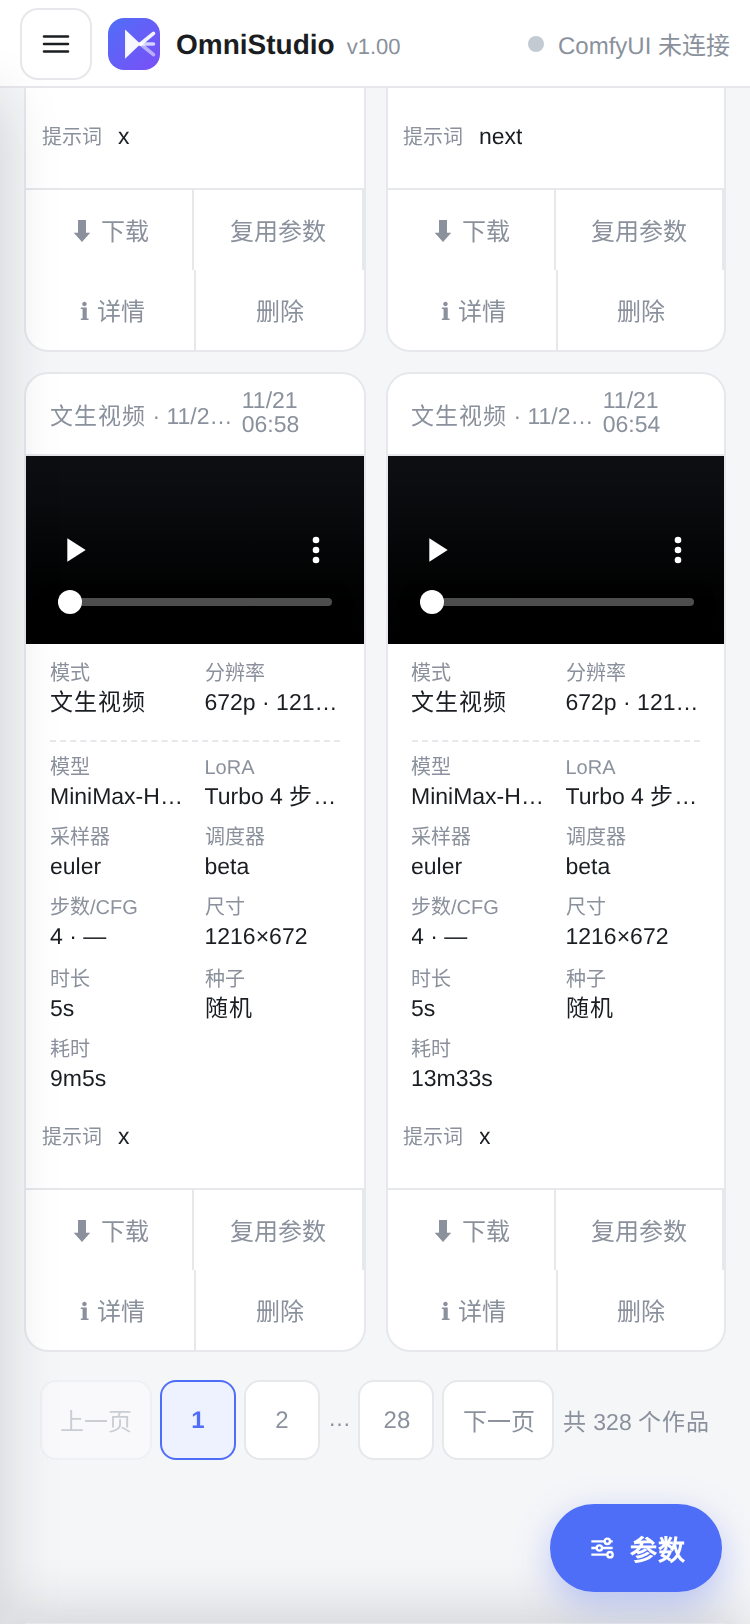 OmniStudio v1.00 ComfyUI 未连接
提示词 x
下载 复用参数
详情 删除
提示词 next
下载 复用参数
详情 删除
文生视频 · 11/2… 11/21
06:58
模式 分辨率
文生视频 672p · 121…
模型 LoRA
MiniMax-H… Turbo 4 步…
采样器 调度器
euler beta
步数/CFG 尺寸
4 · — 1216×672
时长 种子
5s 随机
耗时
9m5s
提示词 x
下载 复用参数
详情 删除
文生视频 · 11/2… 11/21
06:54
模式 分辨率
文生视频 672p · 121…
模型 LoRA
MiniMax-H… Turbo 4 步…
采样器 调度器
euler beta
步数/CFG 尺寸
4 · — 1216×672
时长 种子
5s 随机
耗时
13m33s
提示词 x
下载 复用参数
详情 删除
上一页 1 2 … 28 下一页 共 328 个作品
参数